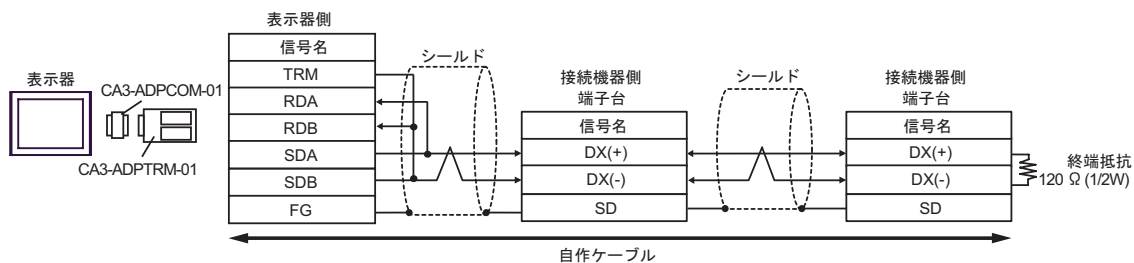 表示器
CA3-ADPCOM-01
CA3-ADPTRM-01
表示器側
信号名
TRM
RDA
RDB
SDA
SDB
FG
シールド
接続機器側
端子台
信号名
DX(+)
DX(-)
SD
シールド
接続機器側
端子台
信号名
DX(+)
DX(-)
SD
終端抵抗
120 Ω (1/2W)
自作ケーブル